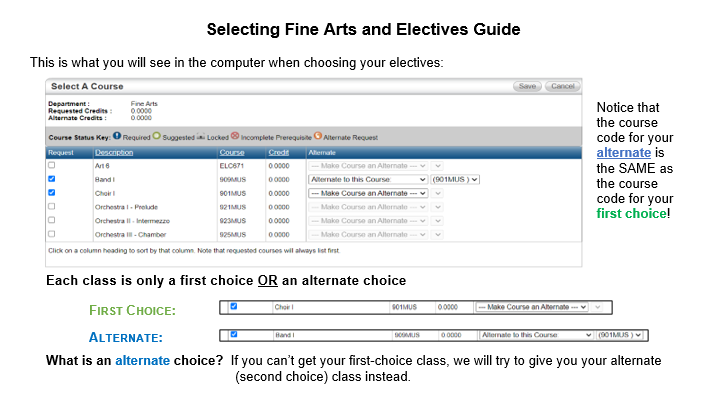 Selecting Fine Arts and Electives Guide
This is what you will see in the computer when choosing your electives:
Select A Course
Save Cancel
Department : Fine Arts
Requested Credits : 0.0000
Alternate Credits : 0.0000
Course Status Key: Required Suggested Locked Incomplete Prerequisite Alternate Request
Request Description Course Credit Alternate
Art 6 ELC671 0.0000 --- Make Course an Alternate ---
Band I 909MUS 0.0000 Alternate to this Course (901MUS )
Choir I 901MUS 0.0000 --- Make Course an Alternate ---
Orchestra I - Prelude 921MUS 0.0000 --- Make Course an Alternate ---
Orchestra II - Intermezzo 923MUS 0.0000 --- Make Course an Alternate ---
Orchestra III - Chamber 925MUS 0.0000 --- Make Course an Alternate ---
Click on a column heading to sort by that column. Note that requested courses will always list first.
Notice that
the course
code for your
alternate is
the SAME as
the course
code for your
first choice!
Each class is only a first choice OR an alternate choice
FIRST CHOICE: Choir I 901MUS 0.0000 --- Make Course an Alternate ---
ALTERNATE: Band I 909MUS 0.0000 Alternate to this Course (901MUS )
What is an alternate choice? If you can't get your first-choice class, we will try to give you your alternate
(second choice) class instead.